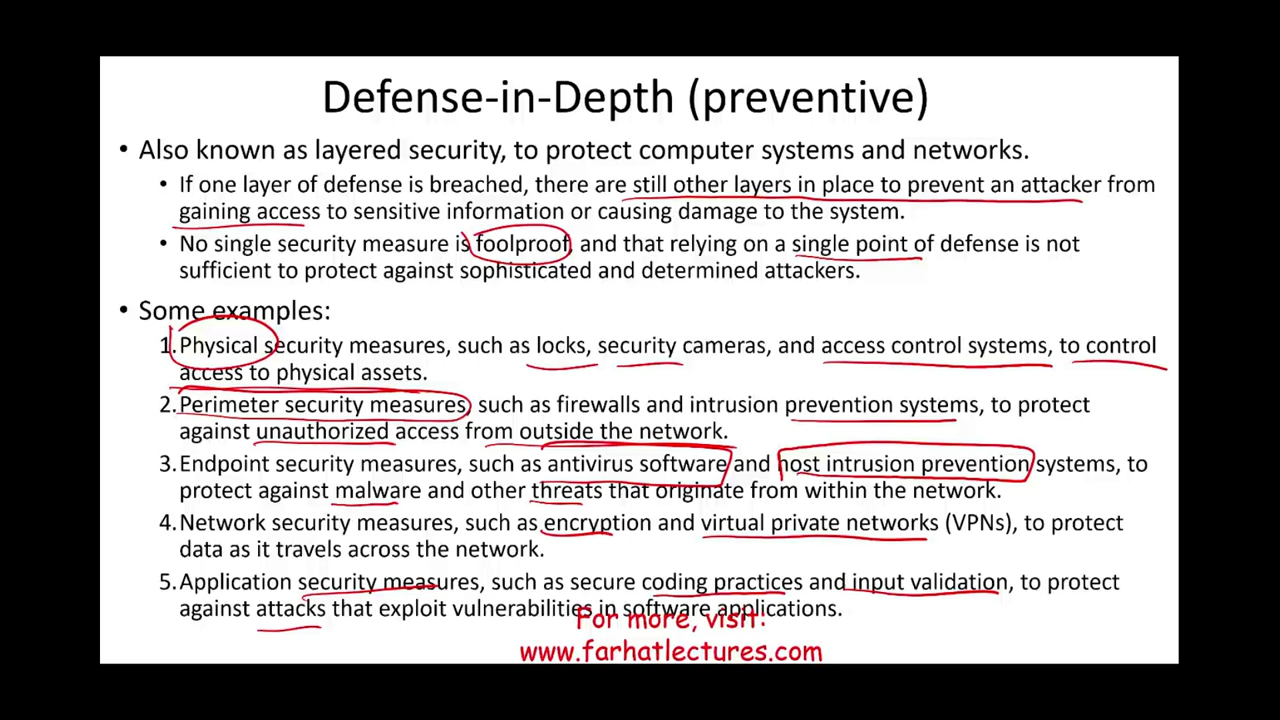 Defense-in-Depth (preventive)
• Also known as layered security, to protect computer systems and networks.
• If one layer of defense is breached, there are still other layers in place to prevent an attacker from
gaining access to sensitive information or causing damage to the system.
• No single security measure is foolproof, and that relying on a single point of defense is not
sufficient to protect against sophisticated and determined attackers.
• Some examples:
1. Physical security measures, such as locks, security cameras, and access control systems, to control
access to physical assets.
2. Perimeter security measures, such as firewalls and intrusion prevention systems, to protect
against unauthorized access from outside the network.
3. Endpoint security measures, such as antivirus software and host intrusion prevention systems, to
protect against malware and other threats that originate from within the network.
4. Network security measures, such as encryption and virtual private networks (VPNs), to protect
data as it travels across the network.
5. Application security measures, such as secure coding practices and input validation, to protect
against attacks that exploit vulnerabilities in software applications.
For more, visit:
www.farhatlectures.com